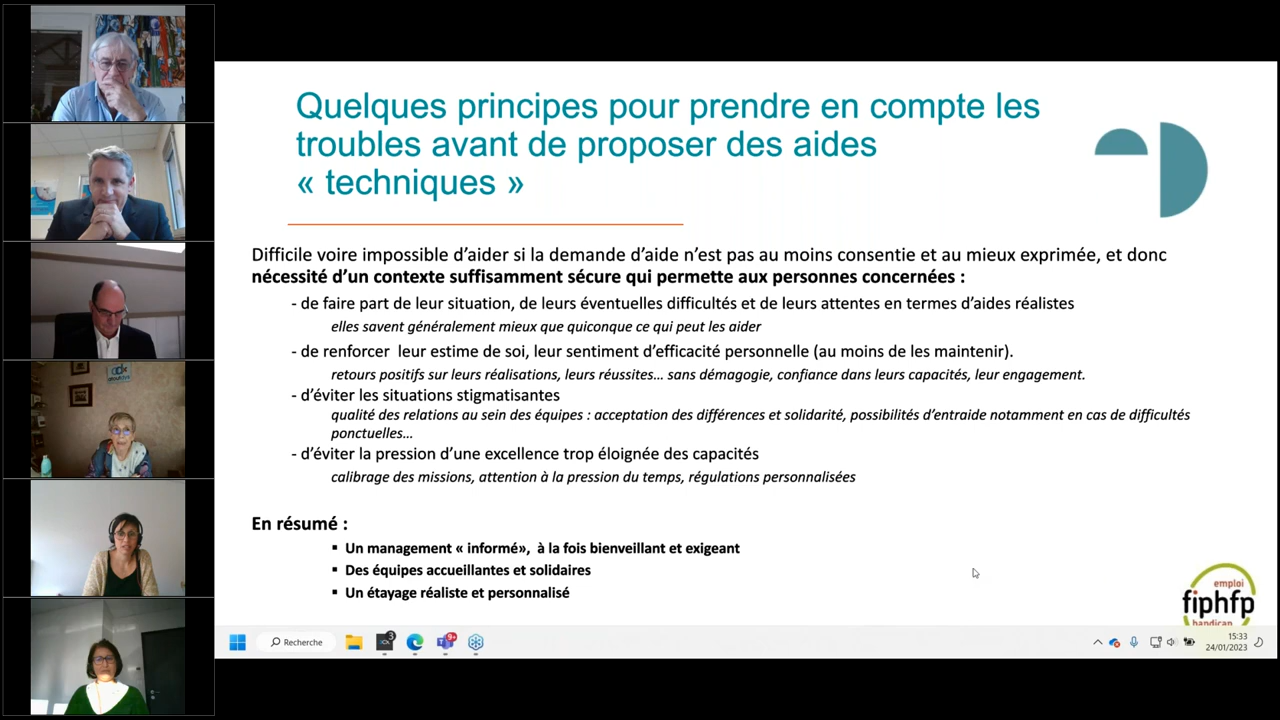 Quelques principes pour prendre en compte les
troubles avant de proposer des aides
« techniques »
Difficile voire impossible d’aider si la demande d’aide n’est pas au moins consentie et au mieux exprimée, et donc
nécessité d’un contexte suffisamment sécure qui permette aux personnes concernées :
- de faire part de leur situation, de leurs éventuelles difficultés et de leurs attentes en termes d’aides réalistes
elles savent généralement mieux que quiconque ce qui peut les aider
- de renforcer leur estime de soi, leur sentiment d’efficacité personnelle (au moins de les maintenir).
retours positifs sur leurs réalisations, leurs réussites… sans démagogie, confiance dans leurs capacités, leur engagement.
- d’éviter les situations stigmatisantes
qualité des relations au sein des équipes : acceptation des différences et solidarité, possibilités d’entraide notamment en cas de difficultés
ponctuelles…
- d’éviter la pression d’une excellence trop éloignée des capacités
calibrage des missions, attention à la pression du temps, régulations personnalisées
En résumé :
▪ Un management « informé», à la fois bienveillant et exigeant
▪ Des équipes accueillantes et solidaires
▪ Un étayage réaliste et personnalisé
emploi
fiphfp
handicap
Recherche
3
9+
15:33
24/01/2023